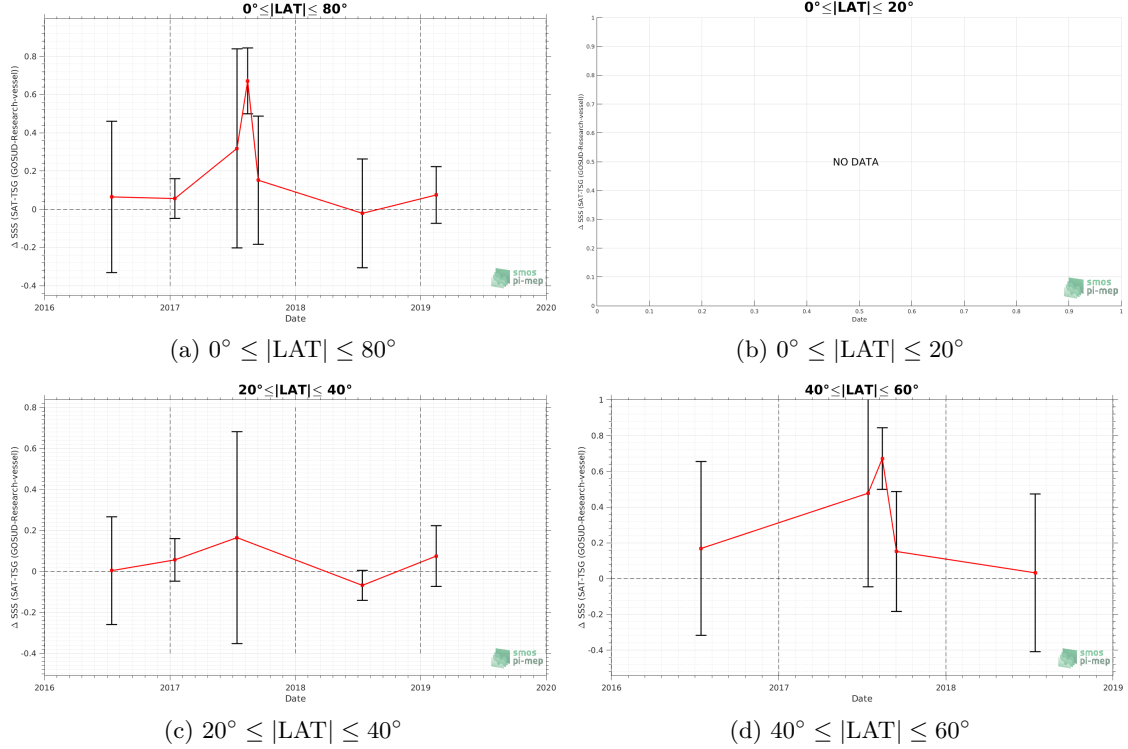 0°≤|LAT|≤ 80°
Δ SSS (SAT-TSG (GOSUD-Research-vessel))
0.8
0.6
0.4
0.2
0
-0.2
-0.4
2016
2017
2018
2019
2020
Date
smos
pi-mep
(a) 0° ≤ |LAT| ≤ 80°
0°≤|LAT|≤ 20°
Δ SSS (SAT-TSG (GOSUD-Research-vessel))
1
0.9
0.8
0.7
0.6
0.5
0.4
0.3
0.2
0.1
0
NO DATA
0
0.1
0.2
0.3
0.4
0.5
0.6
0.7
0.8
0.9
1
Date
smos
pi-mep
(b) 0° ≤ |LAT| ≤ 20°
20°≤|LAT|≤ 40°
Δ SSS (SAT-TSG (GOSUD-Research-vessel))
0.8
0.6
0.4
0.2
0
-0.2
-0.4
2016
2017
2018
2019
2020
Date
smos
pi-mep
(c) 20° ≤ |LAT| ≤ 40°
40°≤|LAT|≤ 60°
Δ SSS (SAT-TSG (GOSUD-Research-vessel))
1
0.8
0.6
0.4
0.2
0
-0.2
-0.4
2016
2017
2018
2019
Date
smos
pi-mep
(d) 40° ≤ |LAT| ≤ 60°